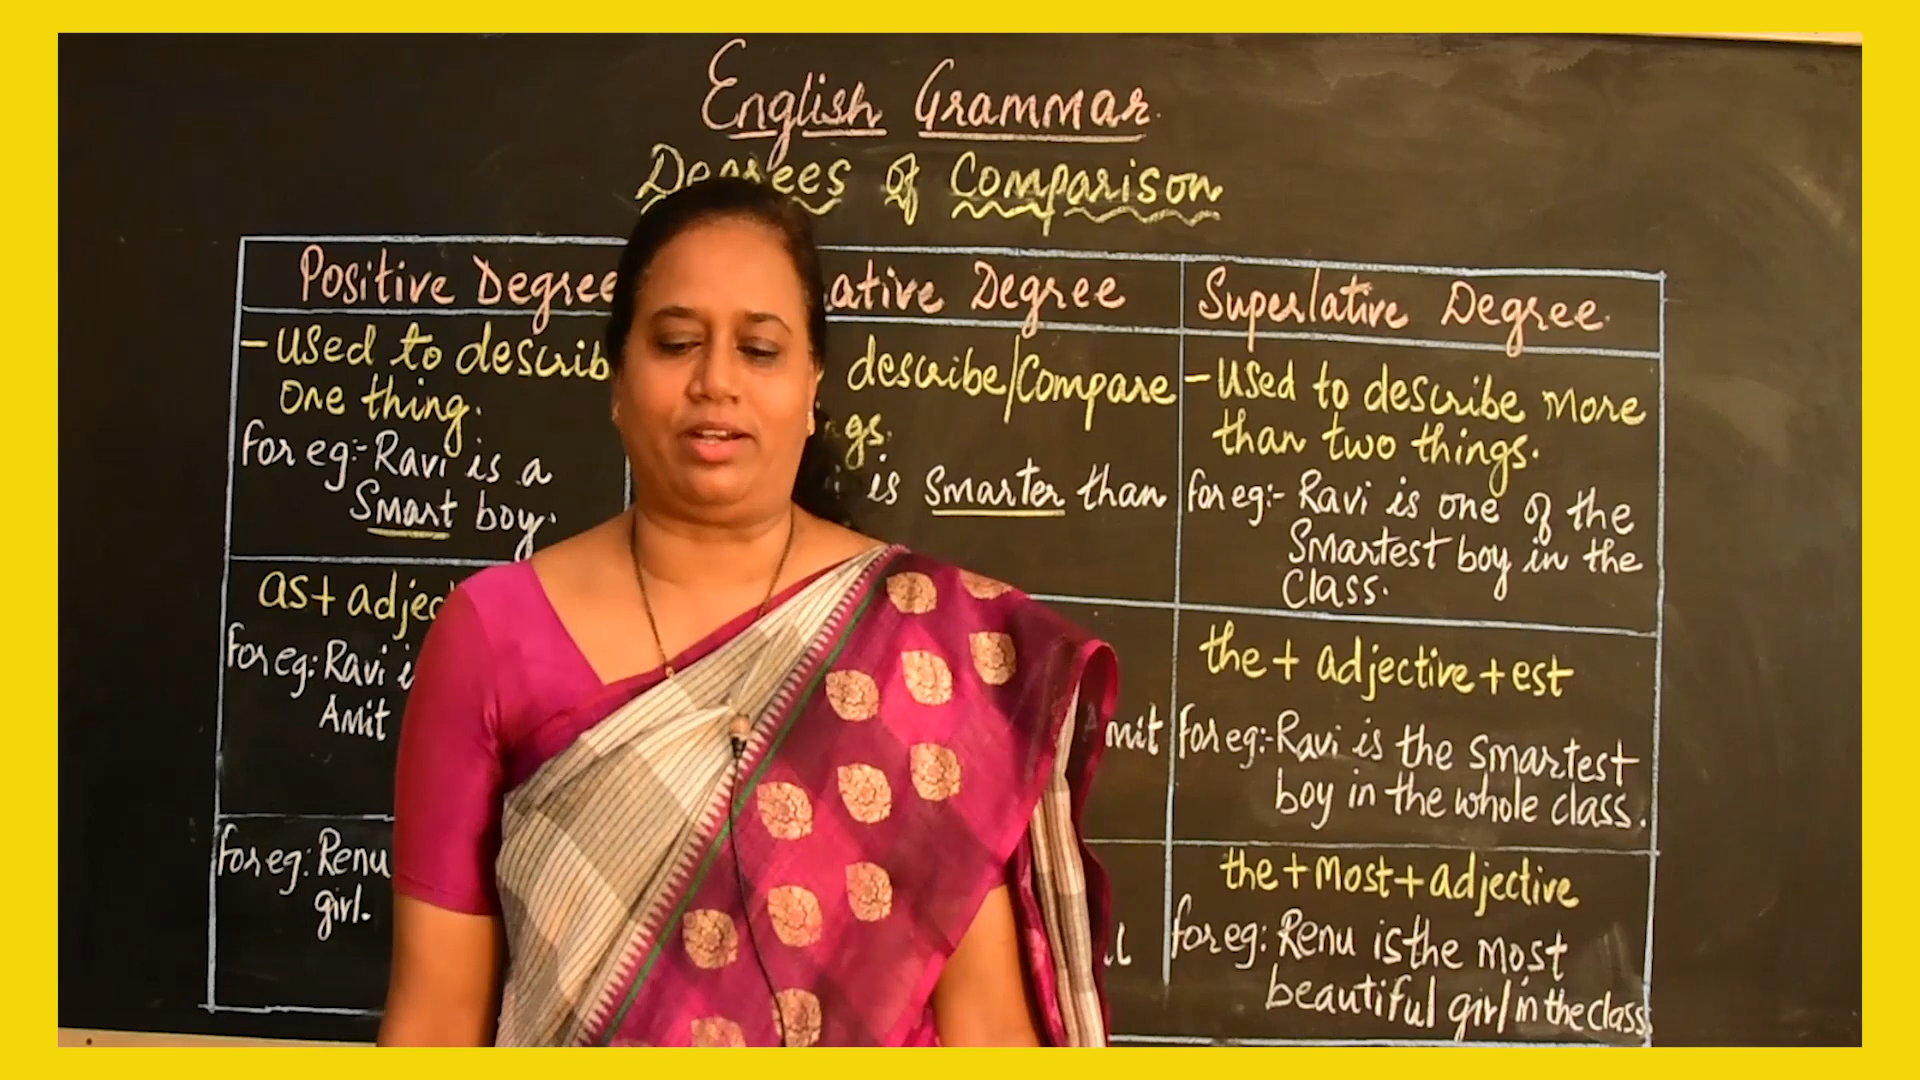 English Grammar.
Degrees of Comparison
Positive Degree
- Used to describ
one thing.
For eg:- Ravi is a
Smart boy.
as + adjec
For eg: Ravi i
Amit
For eg: Renu
girl.
ative Degree
describe/Compare
gs.
is Smarter than
Amit
Superlative Degree.
- Used to describe more
than two things.
For eg:- Ravi is one of the
Smartest boy in the
Class.
the + adjective + est
For eg:- Ravi is the smartest
boy in the whole class.
the + most + adjective
For eg: Renu is the most
beautiful girl in the class.